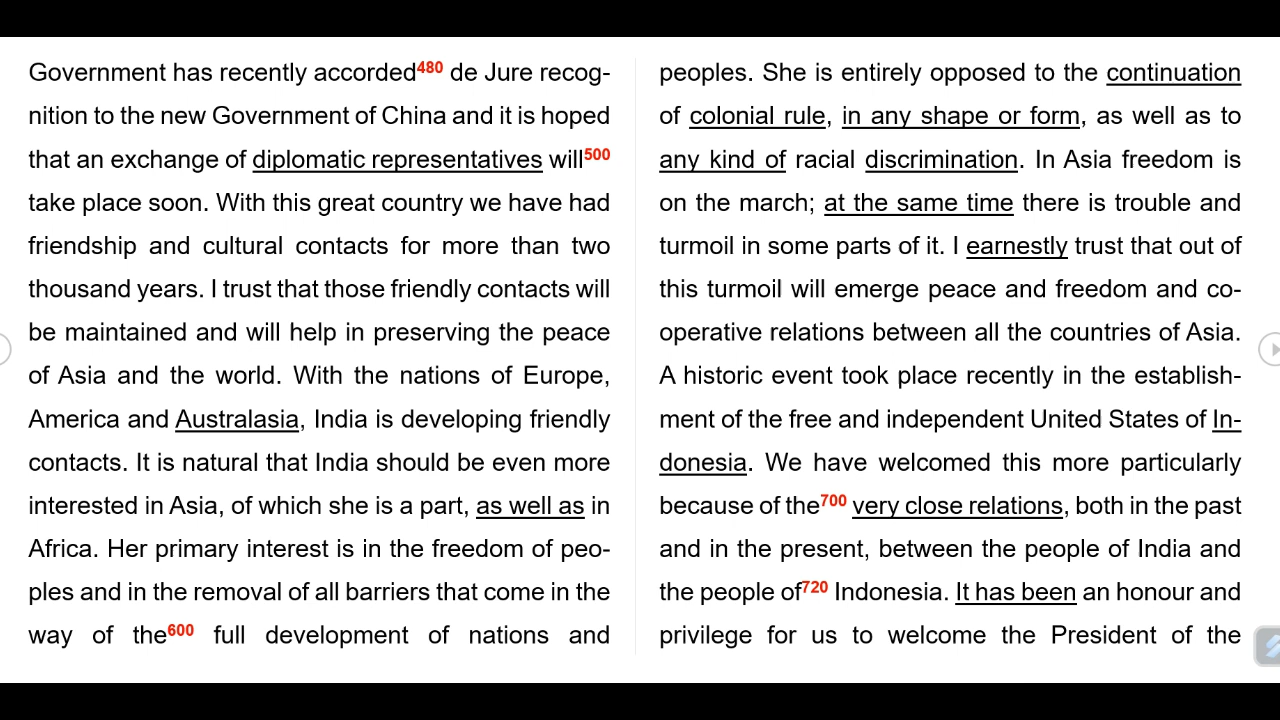 Government has recently accorded480 de Jure recog-
nition to the new Government of China and it is hoped
that an exchange of diplomatic representatives will500
take place soon. With this great country we have had
friendship and cultural contacts for more than two
thousand years. I trust that those friendly contacts will
be maintained and will help in preserving the peace
of Asia and the world. With the nations of Europe,
America and Australasia, India is developing friendly
contacts. It is natural that India should be even more
interested in Asia, of which she is a part, as well as in
Africa. Her primary interest is in the freedom of peo-
ples and in the removal of all barriers that come in the
way of the600 full development of nations and
peoples. She is entirely opposed to the continuation
of colonial rule, in any shape or form, as well as to
any kind of racial discrimination. In Asia freedom is
on the march; at the same time there is trouble and
turmoil in some parts of it. I earnestly trust that out of
this turmoil will emerge peace and freedom and co-
operative relations between all the countries of Asia.
A historic event took place recently in the establish-
ment of the free and independent United States of In-
donesia. We have welcomed this more particularly
because of the700 very close relations, both in the past
and in the present, between the people of India and
the people of720 Indonesia. It has been an honour and
privilege for us to welcome the President of the